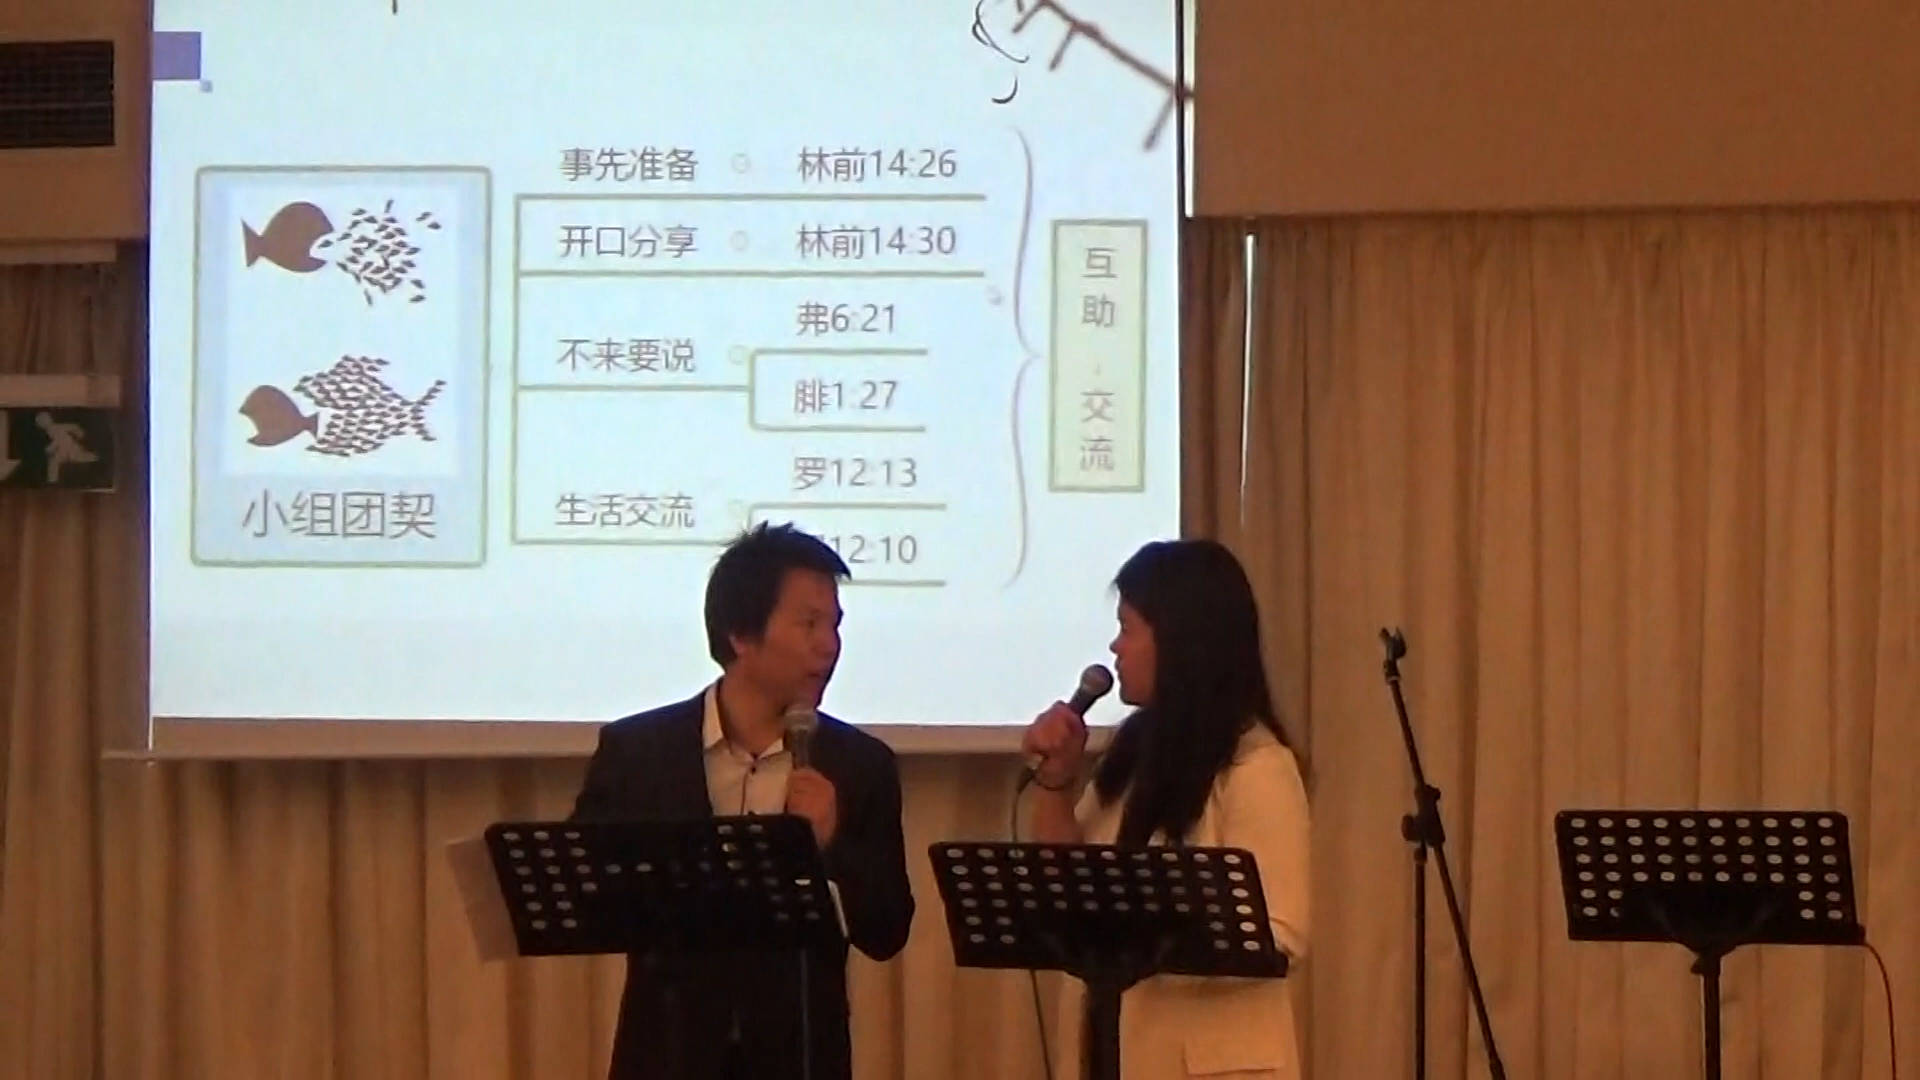 事先准备 林前14:26
开口分享 林前14:30
不来要说 弗6:21
腓1:27
生活交流 罗12:13
12:10
小组团契
互助·交流